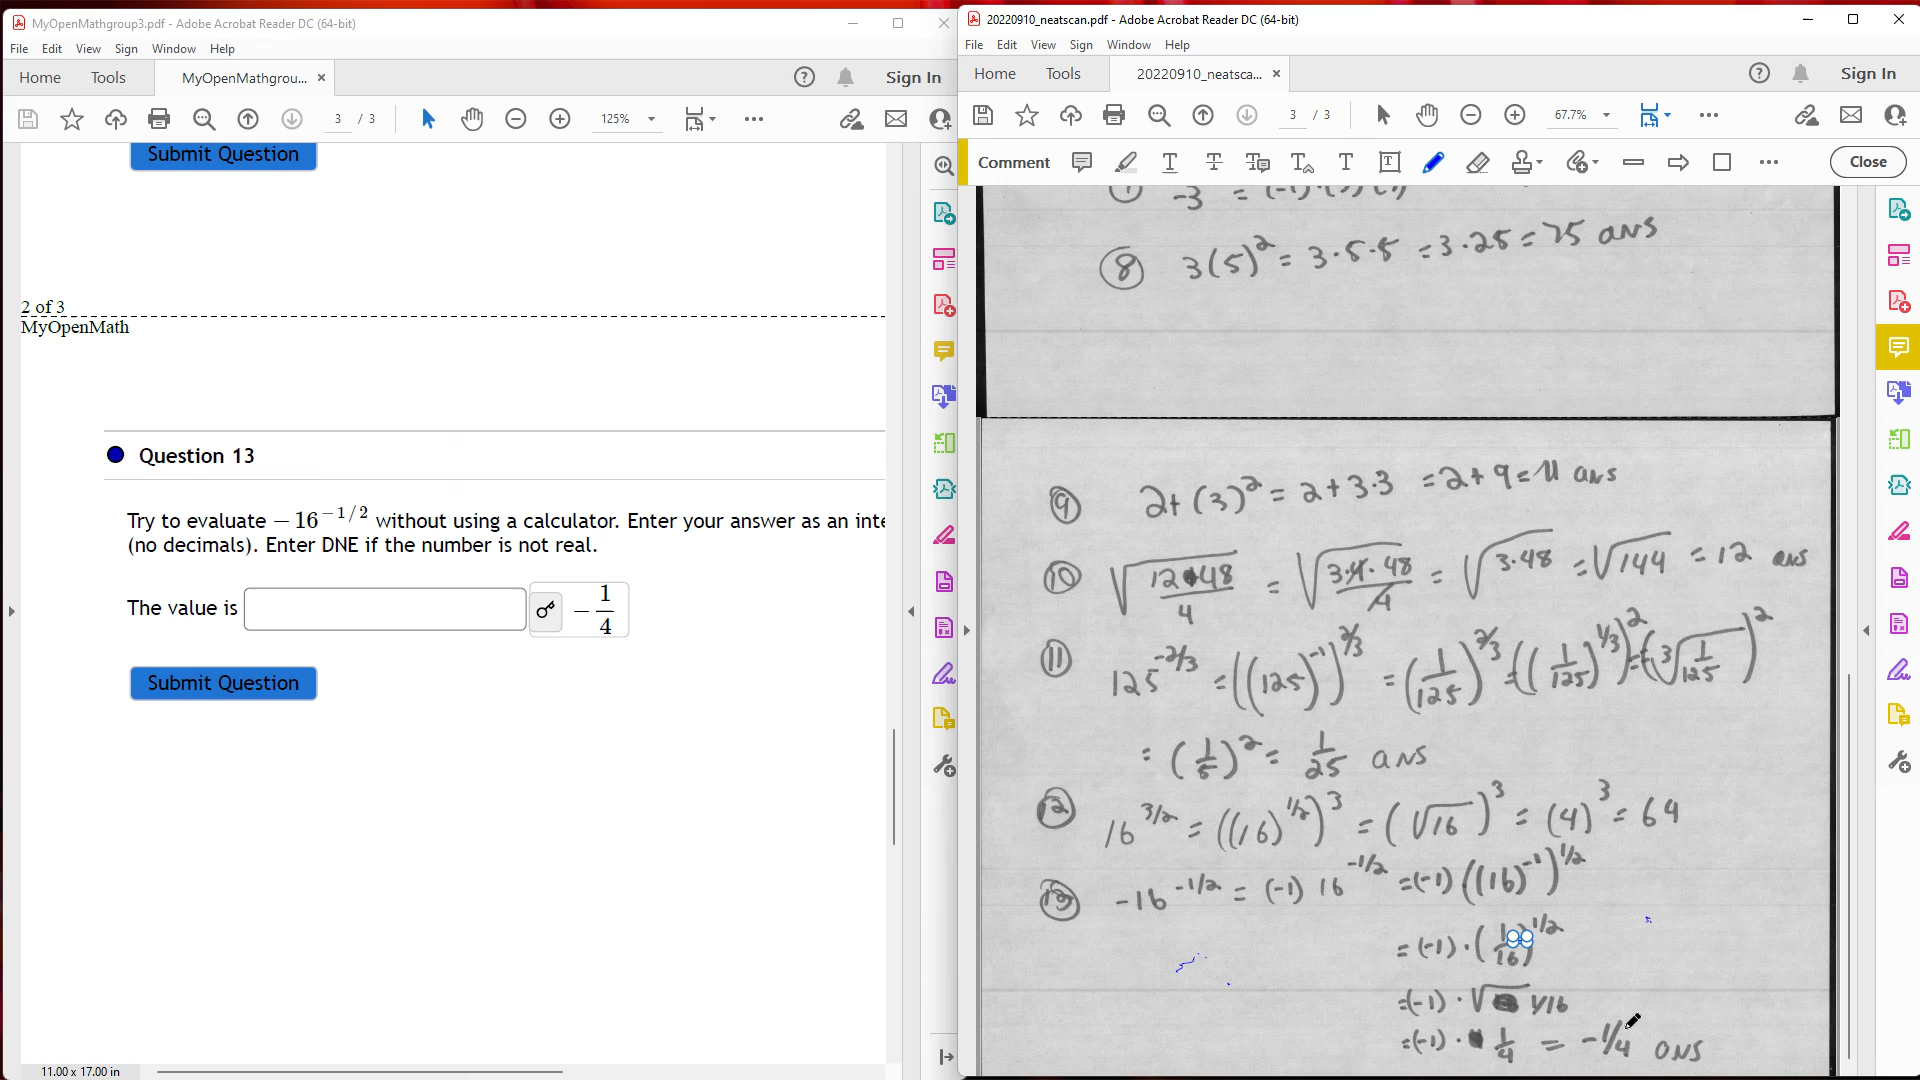 MyOpenMathgroup3.pdf - Adobe Acrobat Reader DC (64-bit)
File Edit View Sign Window Help
Home Tools MyOpenMathgrou... × Sign In
3 / 3 125%
Submit Question
2 of 3
MyOpenMath
Question 13
Try to evaluate −16^(−1/2) without using a calculator. Enter your answer as an inte
(no decimals). Enter DNE if the number is not real.
The value is −1/4
Submit Question
11.00 x 17.00 in
20220910_neatscan.pdf - Adobe Acrobat Reader DC (64-bit)
File Edit View Sign Window Help
Home Tools 20220910_neatsca... × Sign In
3 / 3 67.7%
Comment Close
⑧ 3(5)^2 = 3·5·5 = 3·25 = 75 ans
⑨ 2+(3)^2 = 2+3·3 = 2+9 = 11 ans
⑩ √(12·48/4) = √(3·4·48/4) = √(3·48) = √144 = 12 ans
⑪ 125^(-2/3) = ((125)^-1)^(2/3) = (1/125)^(2/3) = ((1/125)^(1/3))^2 = (∛(1/125))^2
= (1/5)^2 = 1/25 ans
⑫ 16^(3/2) = ((16)^(1/2))^3 = (√16)^3 = (4)^3 = 64
⑬ -16^(-1/2) = (-1) 16^(-1/2) = (-1)((16)^-1)^(1/2)
= (-1)·(1/16)^(1/2)
= (-1)·√ 1/16
= (-1)· 1/4 = -1/4 ans